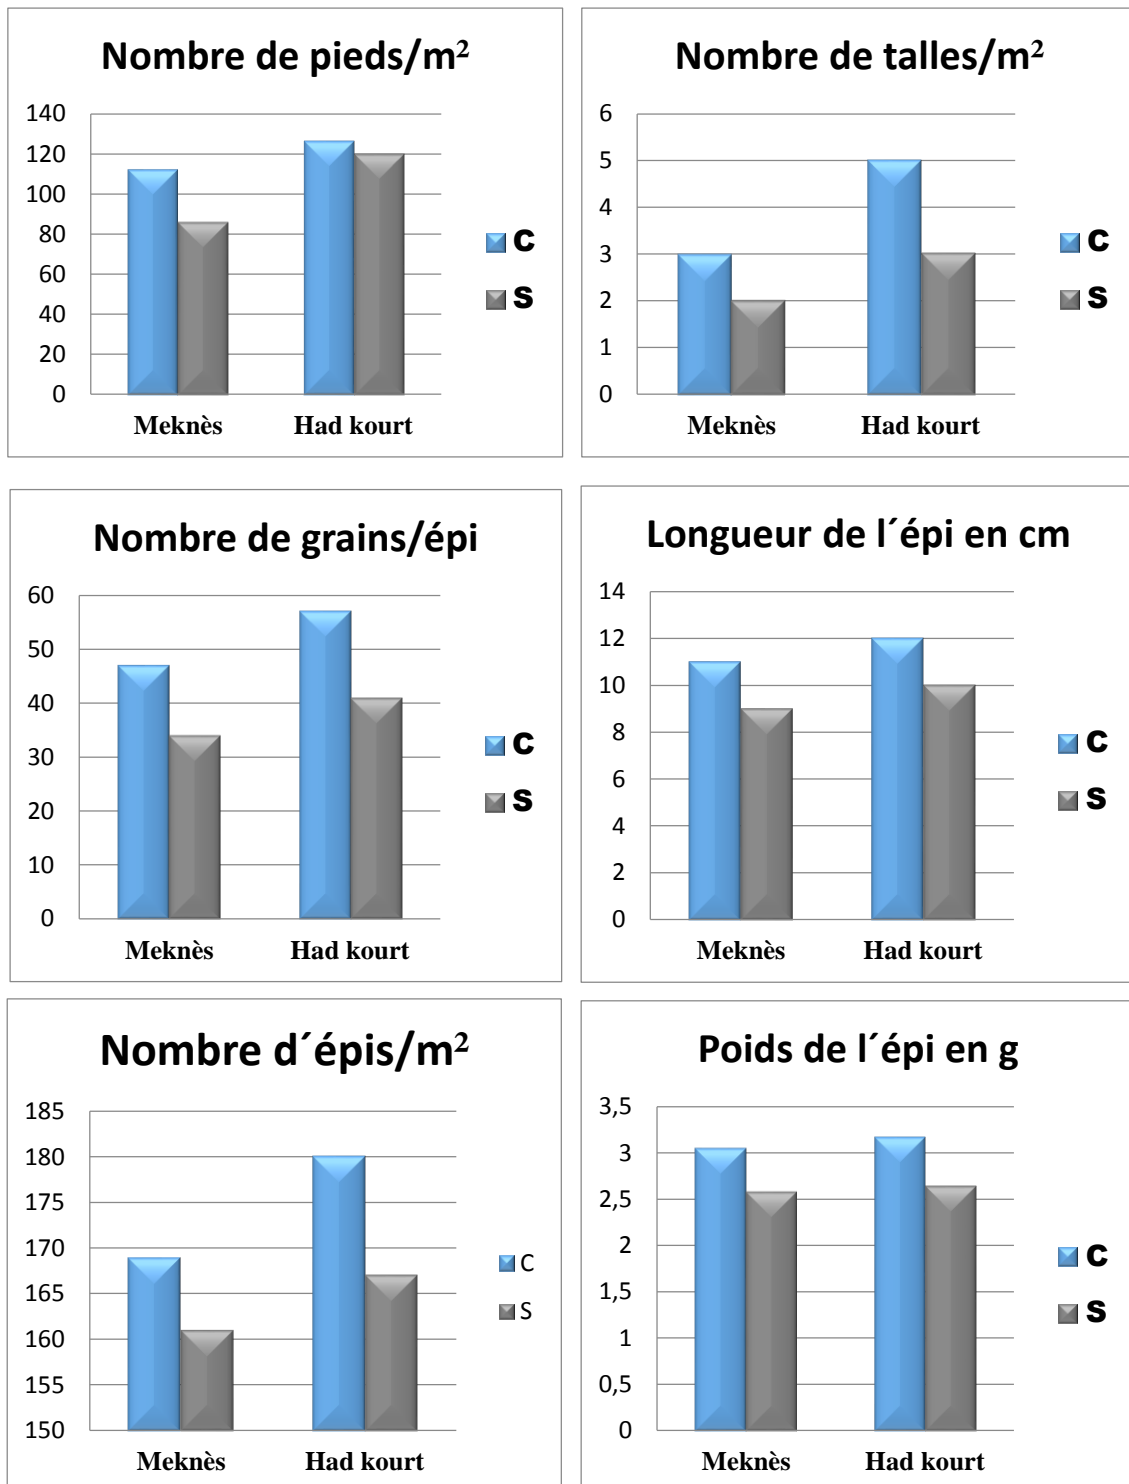 Nombre de pieds/m²
140
120
100
80
60
40
20
0
Meknès Had kourt
C
S
Nombre de talles/m²
6
5
4
3
2
1
0
Meknès Had kourt
C
S
Nombre de grains/épi
60
50
40
30
20
10
0
Meknès Had kourt
C
S
Longueur de l´épi en cm
14
12
10
8
6
4
2
0
Meknès Had kourt
C
S
Nombre d´épis/m²
185
180
175
170
165
160
155
150
Meknès Had kourt
C
S
Poids de l´épi en g
3,5
3
2,5
2
1,5
1
0,5
0
Meknès Had kourt
C
S